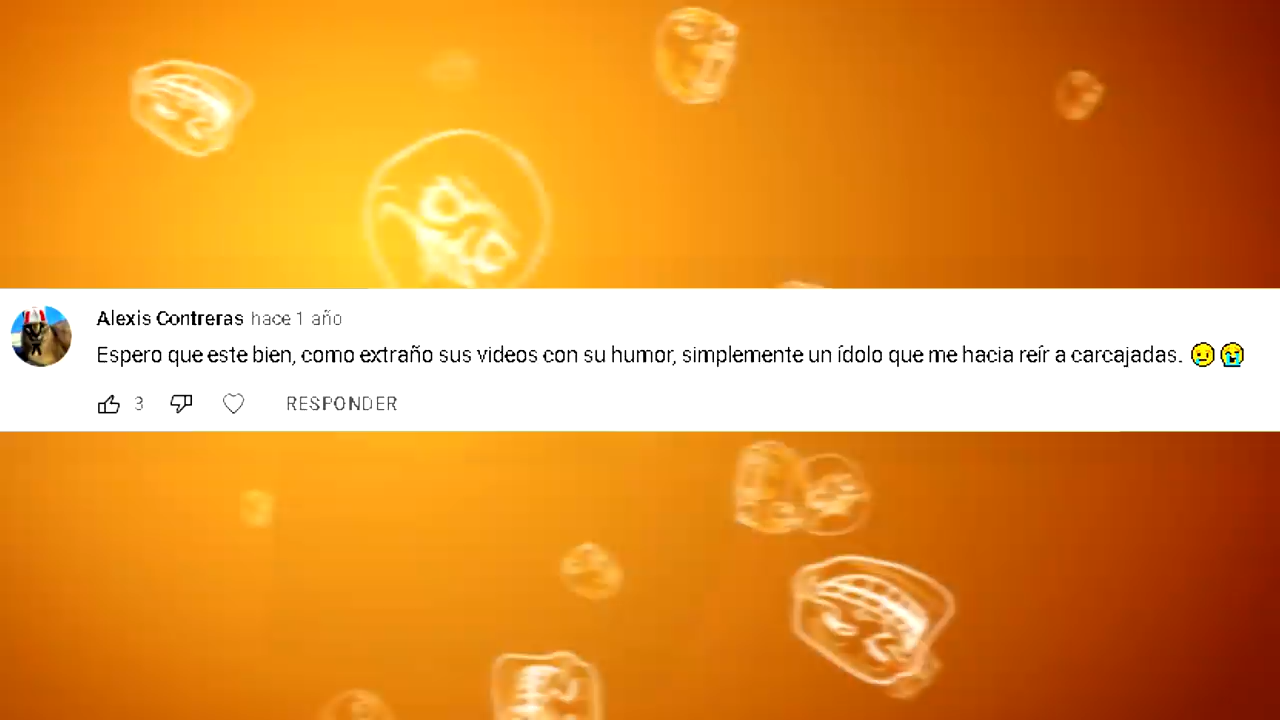 Alexis Contreras hace 1 año
Espero que este bien, como extraño sus videos con su humor, simplemente un ídolo que me hacia reír a carcajadas. 😢😭
3 RESPONDER